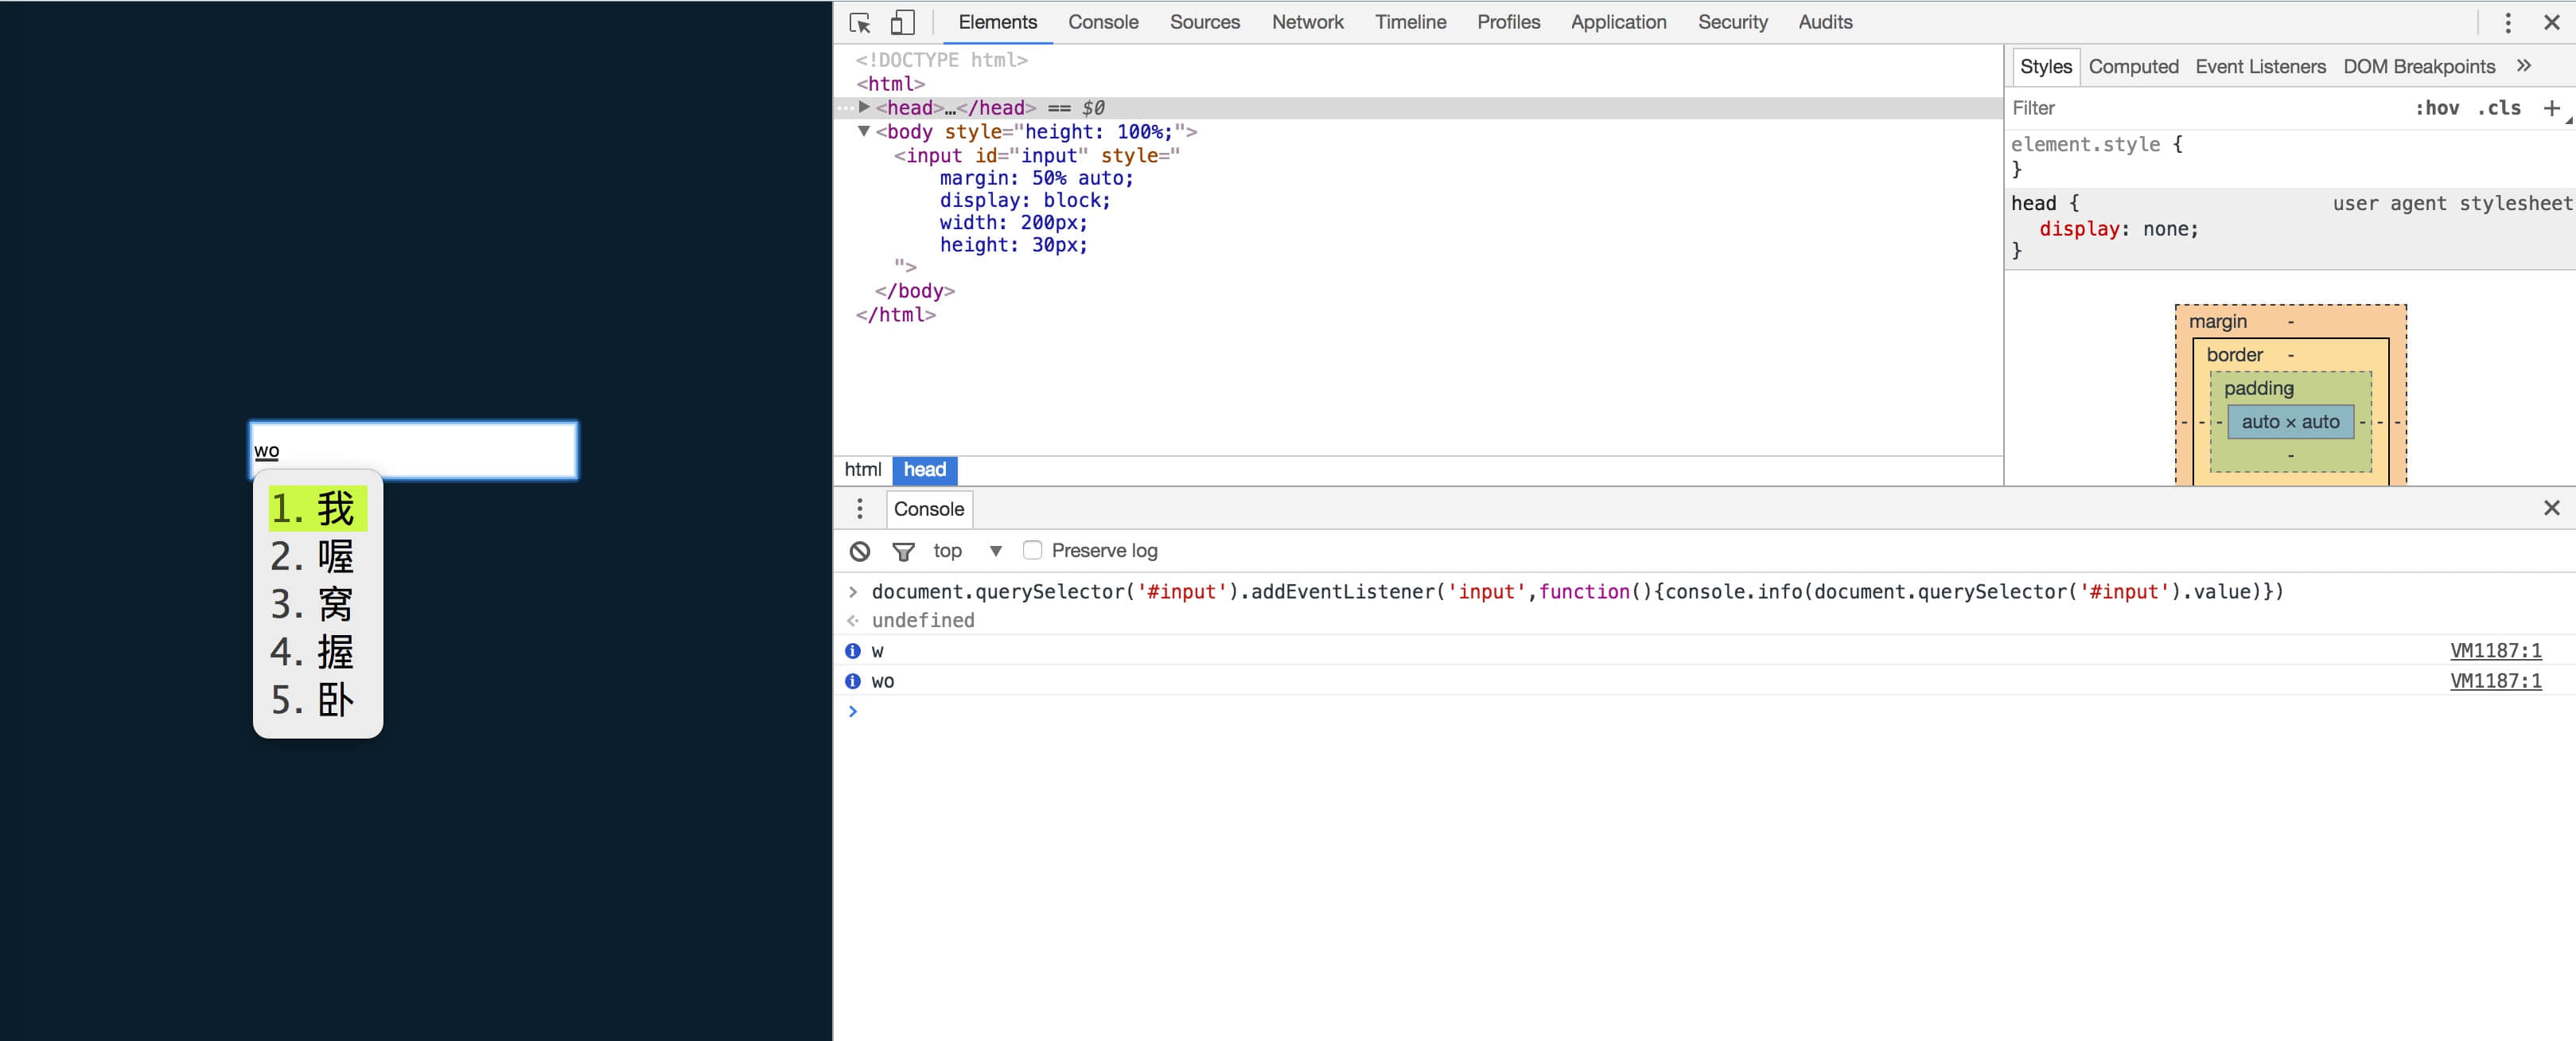 wo
1. 我
2. 喔
3. 窝
4. 握
5. 卧
Elements Console Sources Network Timeline Profiles Application Security Audits
<!DOCTYPE html>
<html>
<head>…</head> == $0
<body style="height: 100%;">
<input id="input" style="
margin: 50% auto;
display: block;
width: 200px;
height: 30px;
">
</body>
</html>
html head
Styles Computed Event Listeners DOM Breakpoints »
Filter :hov .cls +
element.style {
}
head { user agent stylesheet
display: none;
}
margin -
border -
padding
- - - auto × auto - - -
-
Console
top Preserve log
> document.querySelector('#input').addEventListener('input',function(){console.info(document.querySelector('#input').value)})
undefined
w VM1187:1
wo VM1187:1
>